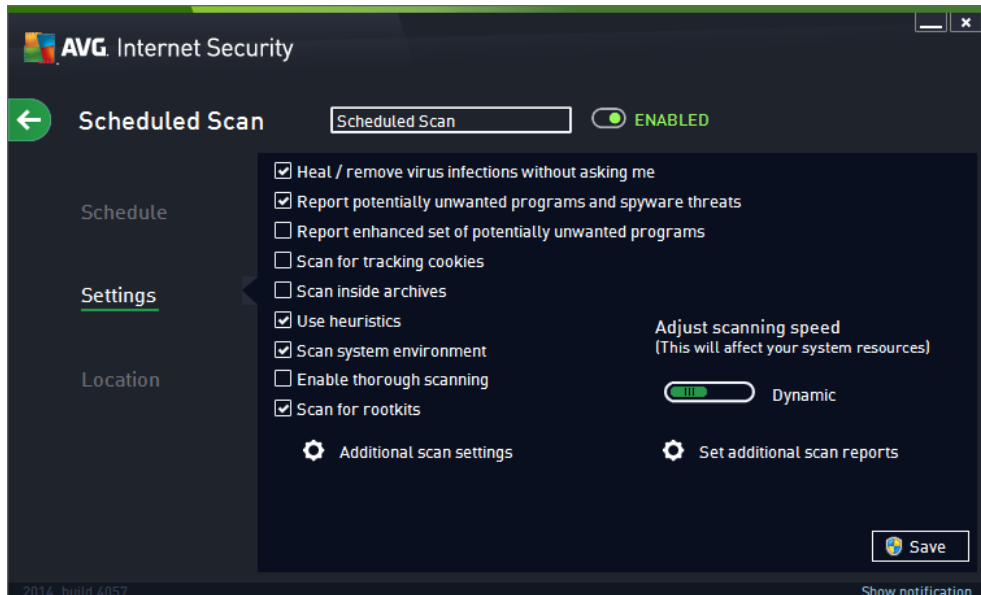 AVG. Internet Security
Scheduled Scan
Scheduled Scan
ENABLED
Schedule
Settings
Location
Heal / remove virus infections without asking me
Report potentially unwanted programs and spyware threats
Report enhanced set of potentially unwanted programs
Scan for tracking cookies
Scan inside archives
Use heuristics
Scan system environment
Enable thorough scanning
Scan for rootkits
Adjust scanning speed
(This will affect your system resources)
Dynamic
Additional scan settings
Set additional scan reports
Save
2014 build 4057
Show notification